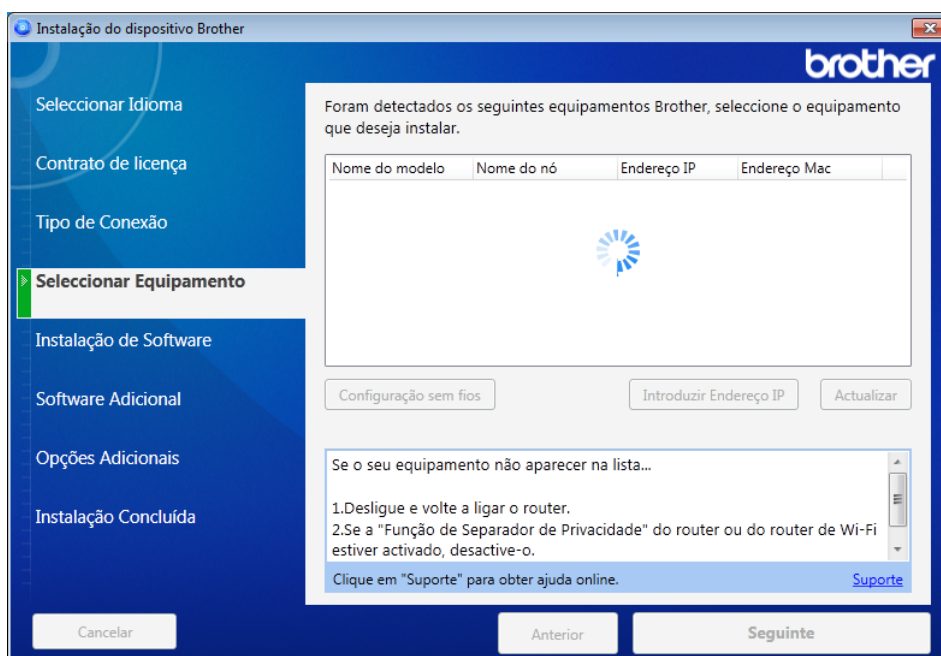 Instalação do dispositivo Brother
brother
Seleccionar Idioma
Contrato de licença
Tipo de Conexão
Seleccionar Equipamento
Instalação de Software
Software Adicional
Opções Adicionais
Instalação Concluída
Foram detectados os seguintes equipamentos Brother, seleccione o equipamento
que deseja instalar.
Nome do modelo Nome do nó Endereço IP Endereço Mac
Configuração sem fios Introduzir Endereço IP Actualizar
Se o seu equipamento não aparecer na lista...
1.Desligue e volte a ligar o router.
2.Se a "Função de Separador de Privacidade" do router ou do router de Wi-Fi
estiver activado, desactive-o.
Clique em "Suporte" para obter ajuda online. Suporte
Cancelar Anterior Seguinte